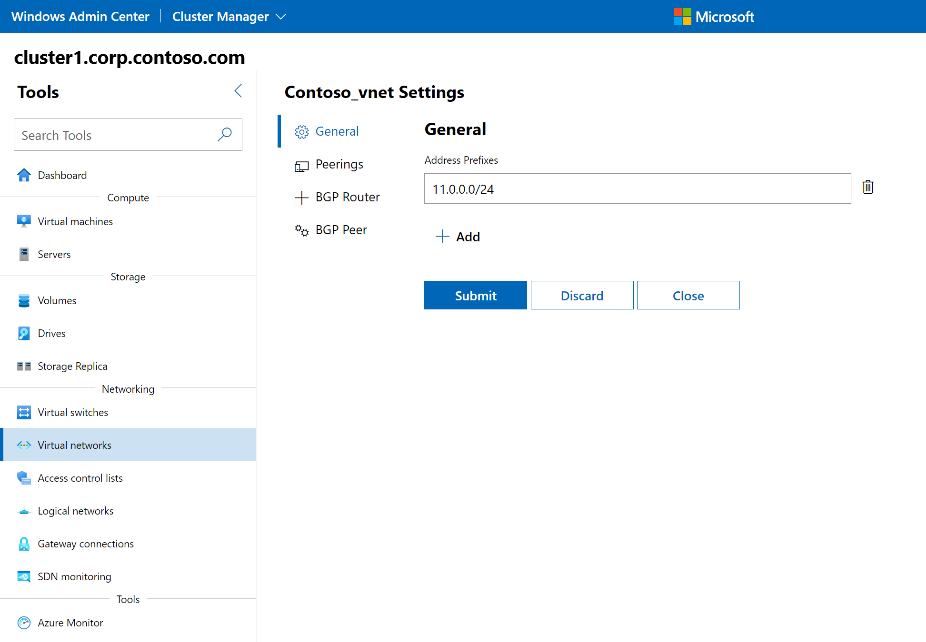 Windows Admin Center
Cluster Manager
Microsoft
cluster1.corp.contoso.com
Tools
Search Tools
Dashboard
Compute
Virtual machines
Servers
Storage
Volumes
Drives
Storage Replica
Networking
Virtual switches
Virtual networks
Access control lists
Logical networks
Gateway connections
SDN monitoring
Tools
Azure Monitor
Contoso_vnet Settings
General
Peerings
BGP Router
BGP Peer
General
Address Prefixes
11.0.0.0/24
Add
Submit
Discard
Close